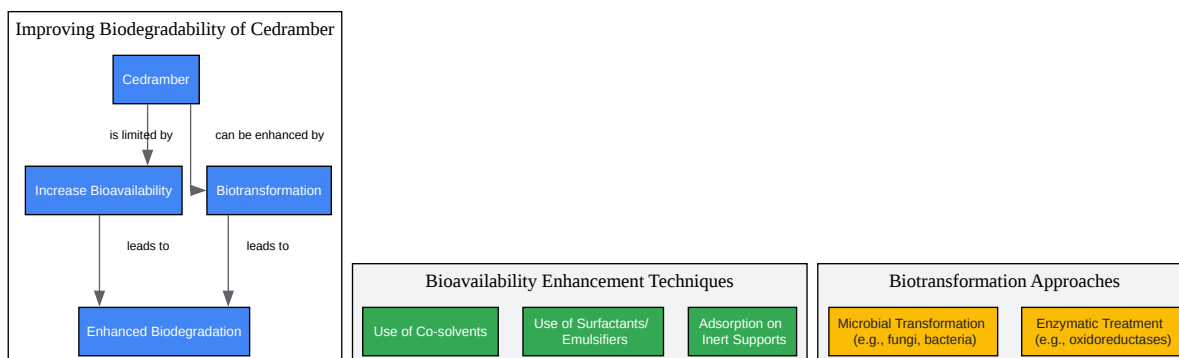 Improving Biodegradability of Cedramber
Cedramber
is limited by
can be enhanced by
Increase Bioavailability
Biotransformation
leads to
leads to
Enhanced Biodegradation
Bioavailability Enhancement Techniques
Use of Co-solvents
Use of Surfactants/
Emulsifiers
Adsorption on
Inert Supports
Biotransformation Approaches
Microbial Transformation
(e.g., fungi, bacteria)
Enzymatic Treatment
(e.g., oxidoreductases)